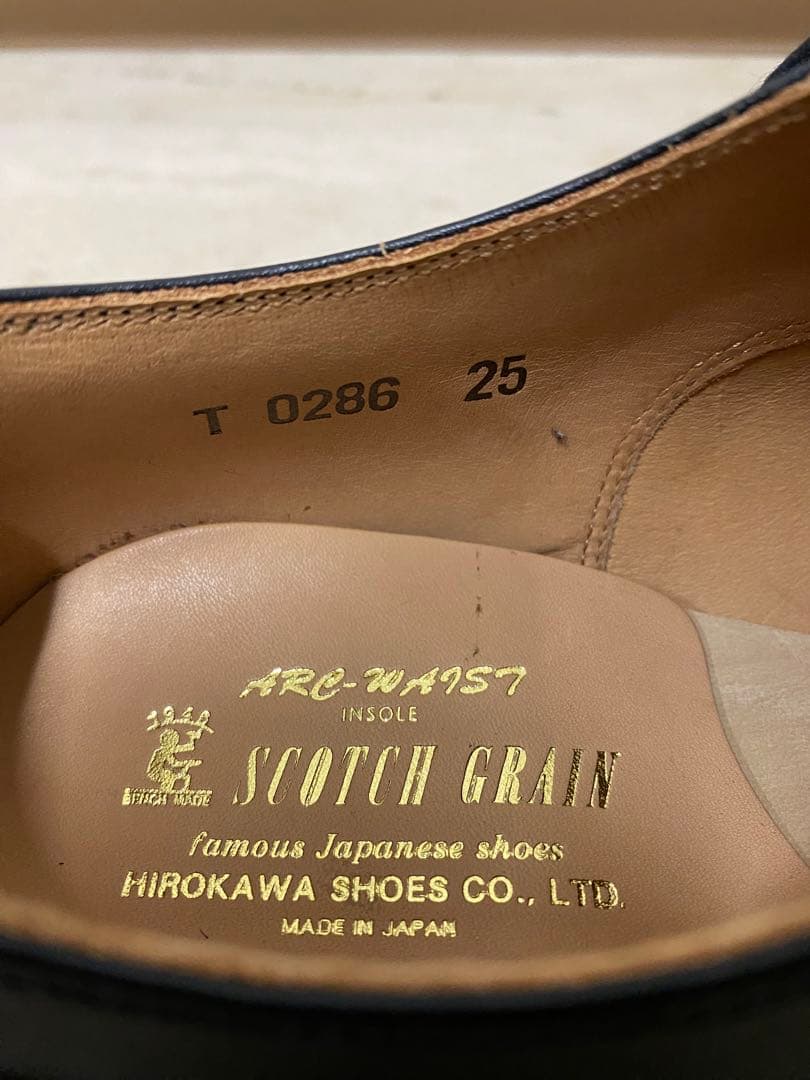 T 0286 25
ARC-WAIST
INSOLE
SCOTCH GRAIN
BENCH MADE
famous Japanese shoes
HIROKAWA SHOES CO., LTD.
MADE IN JAPAN